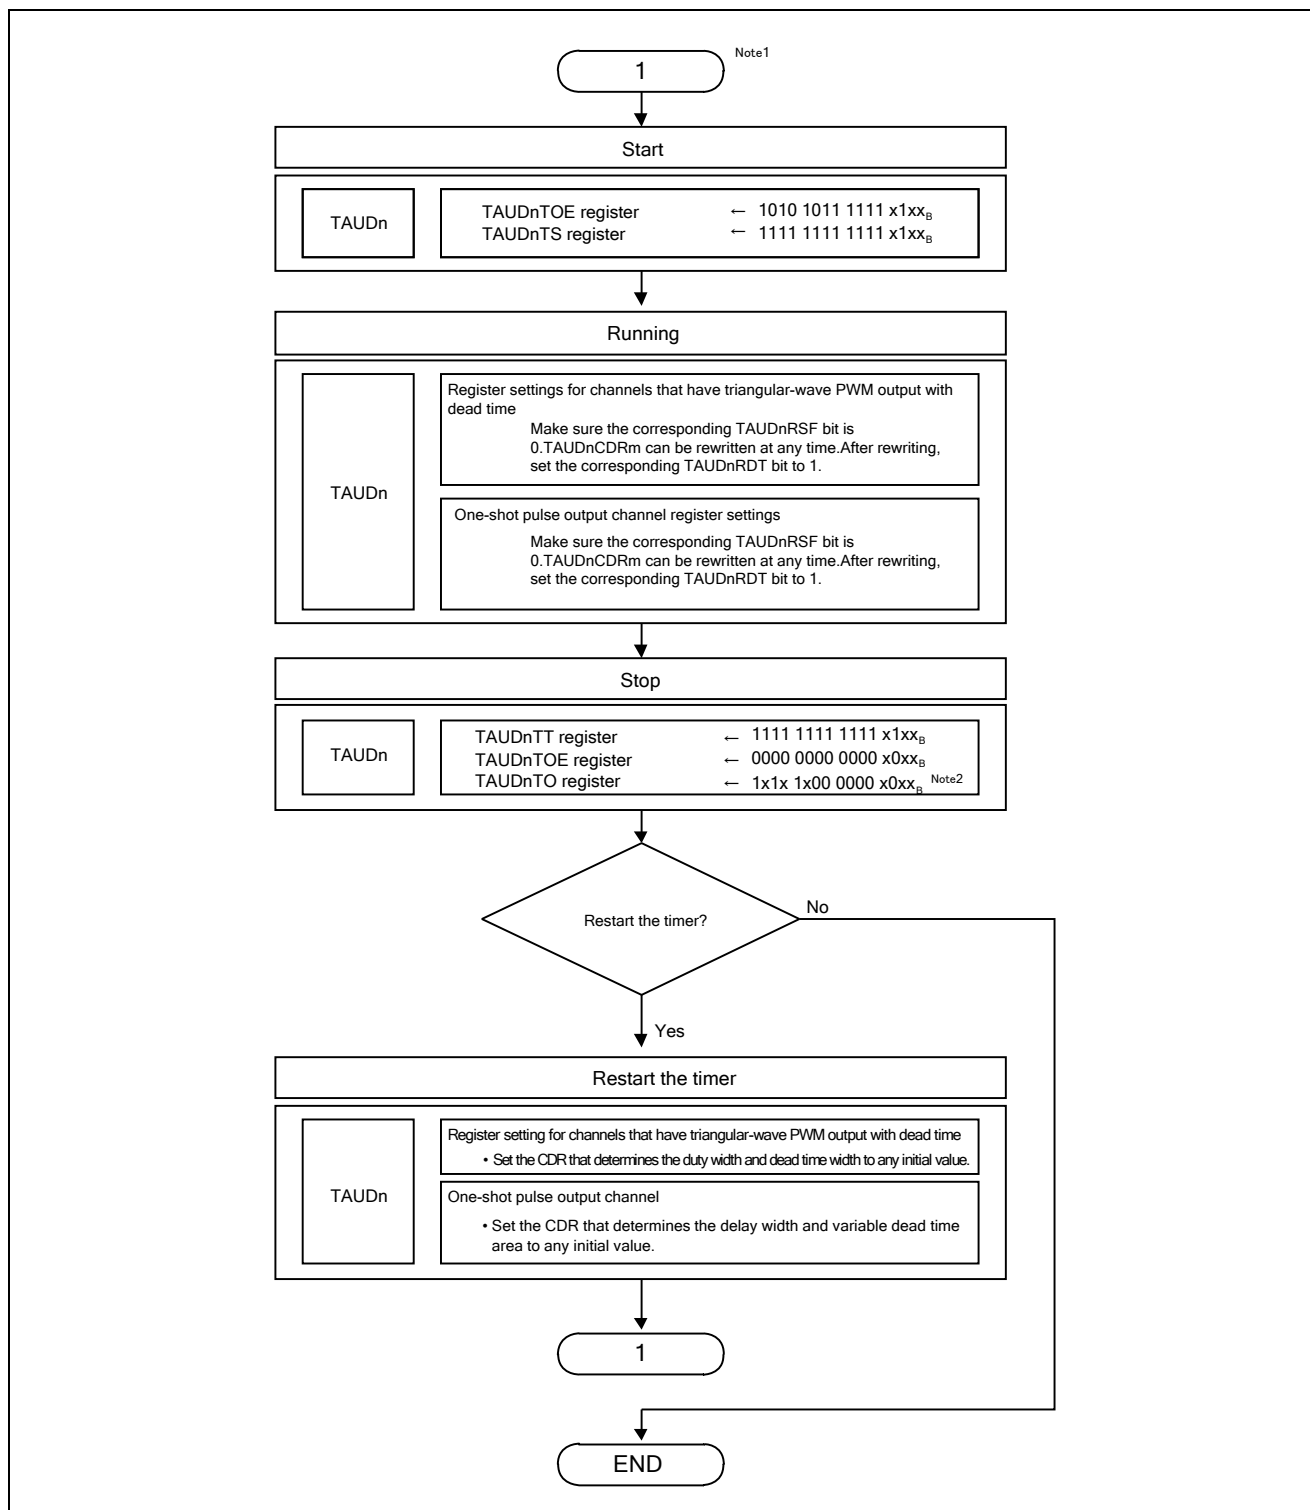 1 Note1
Start
TAUDn
TAUDnTOE register ← 1010 1011 1111 x1xxB
TAUDnTS register ← 1111 1111 1111 x1xxB
Running
TAUDn
Register settings for channels that have triangular-wave PWM output with
dead time
Make sure the corresponding TAUDnRSF bit is
0.TAUDnCDRm can be rewritten at any time.After rewriting,
set the corresponding TAUDnRDT bit to 1.
One-shot pulse output channel register settings
Make sure the corresponding TAUDnRSF bit is
0.TAUDnCDRm can be rewritten at any time.After rewriting,
set the corresponding TAUDnRDT bit to 1.
Stop
TAUDn
TAUDnTT register ← 1111 1111 1111 x1xxB
TAUDnTOE register ← 0000 0000 0000 x0xxB
TAUDnTO register ← 1x1x 1x00 0000 x0xxB Note2
Restart the timer?
No
Yes
Restart the timer
TAUDn
Register setting for channels that have triangular-wave PWM output with dead time
• Set the CDR that determines the duty width and dead time width to any initial value.
One-shot pulse output channel
• Set the CDR that determines the delay width and variable dead time
area to any initial value.
1
END